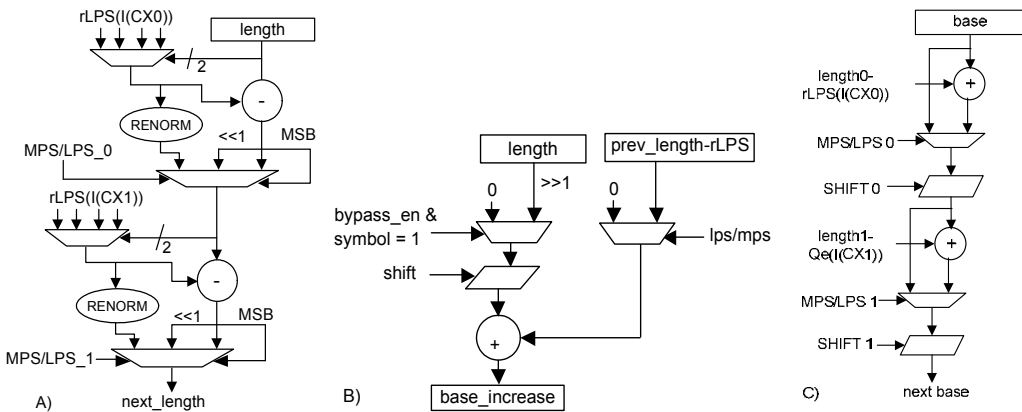 rLPS(I(CX0))
length
2
-
RENORM
<<1
MSB
MPS/LPS_0
rLPS(I(CX1))
2
-
RENORM
<<1
MSB
MPS/LPS_1
next_length
A)
length
prev_length-rLPS
0
>>1
0
bypass_en &
symbol = 1
lps/mps
shift
+
base_increase
B)
base
length0-
rLPS(I(CX0))
+
MPS/LPS 0
SHIFT 0
length1-
Qe(I(CX1))
+
MPS/LPS 1
SHIFT 1
next base
C)